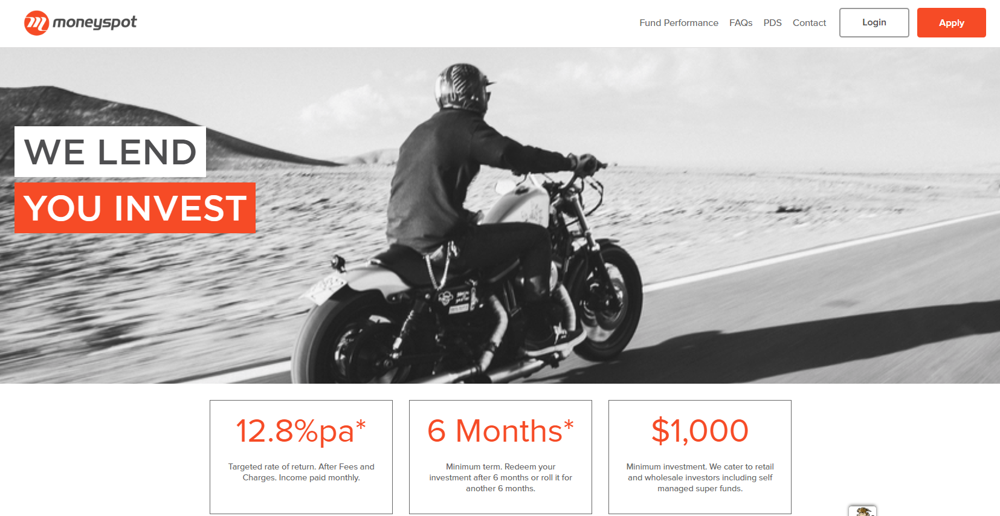 moneyspot
Fund Performance
FAQs
PDS
Contact
Login
Apply
WE LEND
YOU INVEST
12.8%pa*
Targeted rate of return. After Fees and
Charges. Income paid monthly.
6 Months*
Minimum term. Redeem your
investment after 6 months or roll it for
another 6 months.
$1,000
Minimum investment. We cater to retail
and wholesale investors including self
managed super funds.